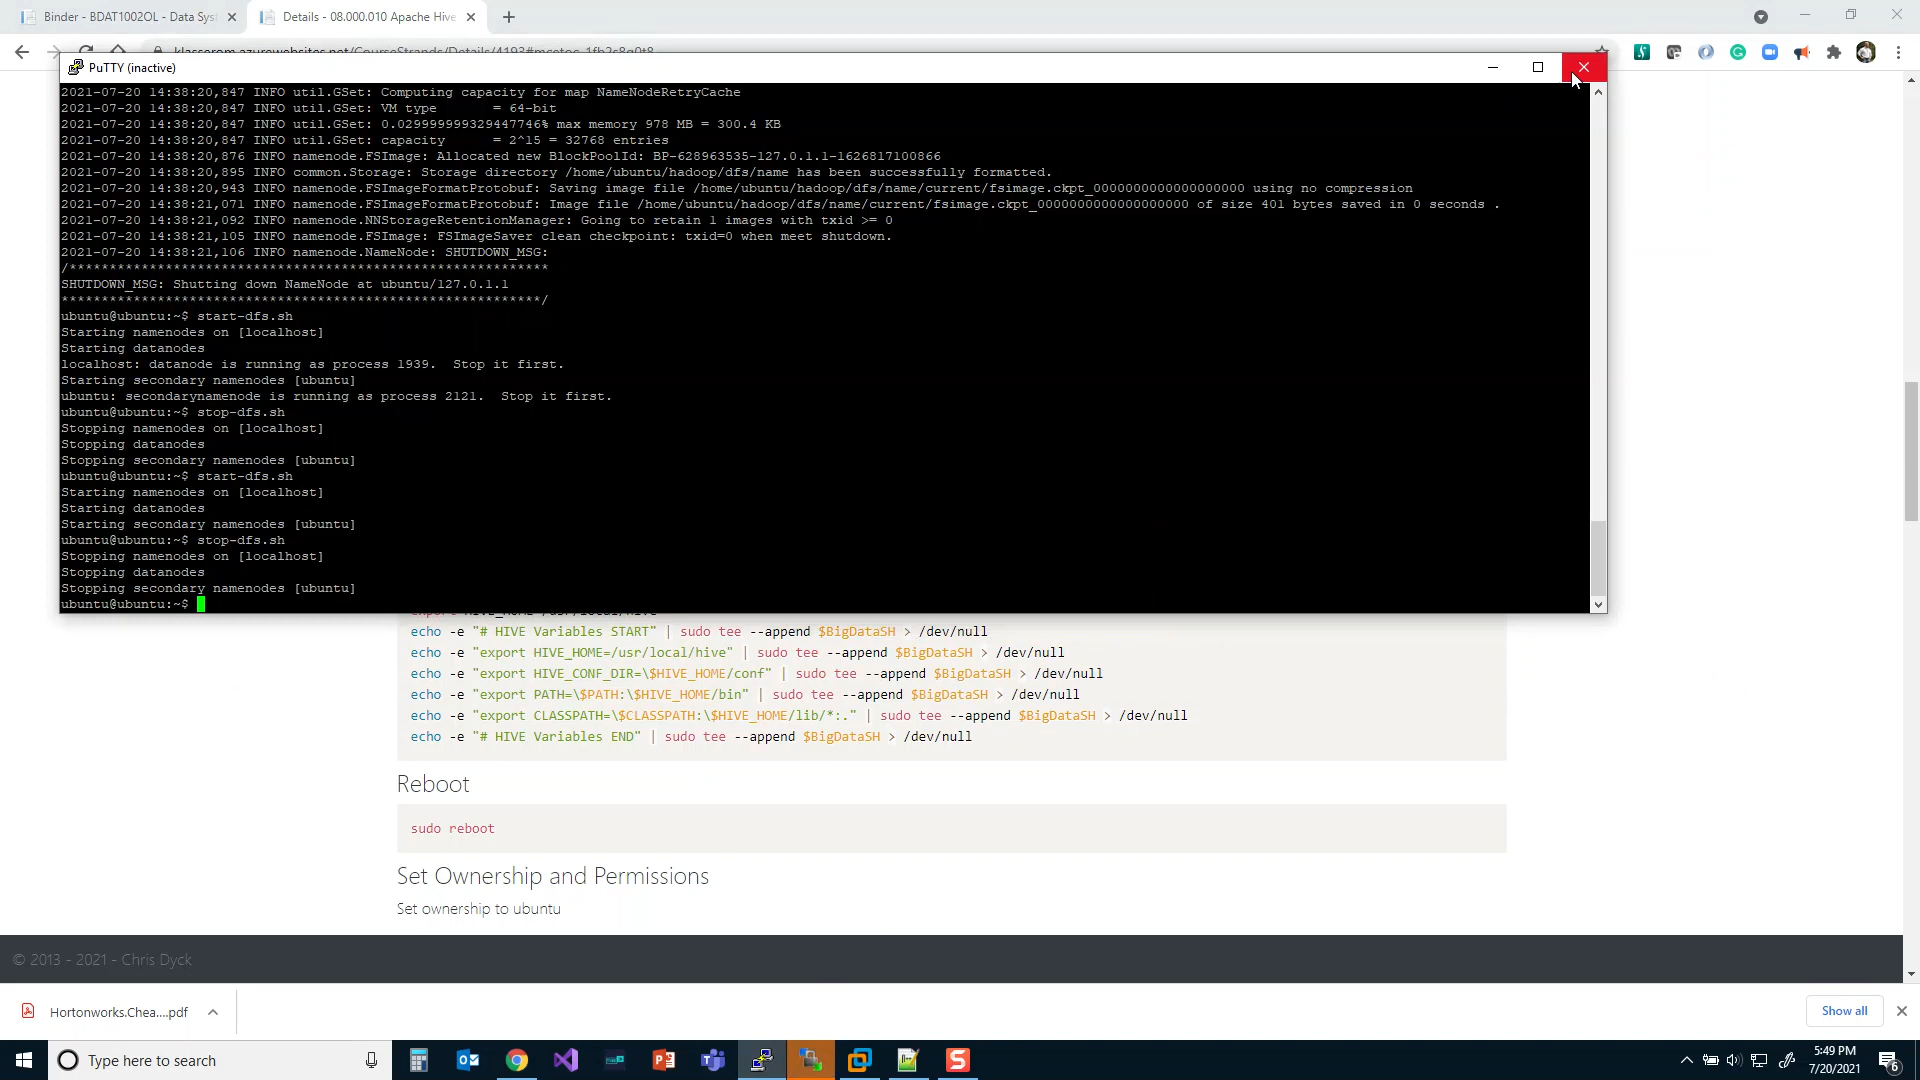 Binder - BDAT1002OL - Data Sys
Details - 08.000.010 Apache Hive
klasserom.azurewebsites.net/CourseStrands/Details/4193#mcetoc_1fb2s8g0t8
PuTTY (inactive)
2021-07-20 14:38:20,847 INFO util.GSet: Computing capacity for map NameNodeRetryCache
2021-07-20 14:38:20,847 INFO util.GSet: VM type       = 64-bit
2021-07-20 14:38:20,847 INFO util.GSet: 0.029999999329447746% max memory 978 MB = 300.4 KB
2021-07-20 14:38:20,847 INFO util.GSet: capacity      = 2^15 = 32768 entries
2021-07-20 14:38:20,876 INFO namenode.FSImage: Allocated new BlockPoolId: BP-628963535-127.0.1.1-1626817100866
2021-07-20 14:38:20,895 INFO common.Storage: Storage directory /home/ubuntu/hadoop/dfs/name has been successfully formatted.
2021-07-20 14:38:20,943 INFO namenode.FSImageFormatProtobuf: Saving image file /home/ubuntu/hadoop/dfs/name/current/fsimage.ckpt_0000000000000000000 using no compression
2021-07-20 14:38:21,071 INFO namenode.FSImageFormatProtobuf: Image file /home/ubuntu/hadoop/dfs/name/current/fsimage.ckpt_0000000000000000000 of size 401 bytes saved in 0 seconds .
2021-07-20 14:38:21,092 INFO namenode.NNStorageRetentionManager: Going to retain 1 images with txid >= 0
2021-07-20 14:38:21,105 INFO namenode.FSImage: FSImageSaver clean checkpoint: txid=0 when meet shutdown.
2021-07-20 14:38:21,106 INFO namenode.NameNode: SHUTDOWN_MSG:
/************************************************************
SHUTDOWN_MSG: Shutting down NameNode at ubuntu/127.0.1.1
************************************************************/
ubuntu@ubuntu:~$ start-dfs.sh
Starting namenodes on [localhost]
Starting datanodes
localhost: datanode is running as process 1939.  Stop it first.
Starting secondary namenodes [ubuntu]
ubuntu: secondarynamenode is running as process 2121.  Stop it first.
ubuntu@ubuntu:~$ stop-dfs.sh
Stopping namenodes on [localhost]
Stopping datanodes
Stopping secondary namenodes [ubuntu]
ubuntu@ubuntu:~$ start-dfs.sh
Starting namenodes on [localhost]
Starting datanodes
Starting secondary namenodes [ubuntu]
ubuntu@ubuntu:~$ stop-dfs.sh
Stopping namenodes on [localhost]
Stopping datanodes
Stopping secondary namenodes [ubuntu]
ubuntu@ubuntu:~$
export HIVE_HOME=/usr/local/hive
echo -e "# HIVE Variables START" | sudo tee --append $BigDataSH > /dev/null
echo -e "export HIVE_HOME=/usr/local/hive" | sudo tee --append $BigDataSH > /dev/null
echo -e "export HIVE_CONF_DIR=\$HIVE_HOME/conf" | sudo tee --append $BigDataSH > /dev/null
echo -e "export PATH=\$PATH:\$HIVE_HOME/bin" | sudo tee --append $BigDataSH > /dev/null
echo -e "export CLASSPATH=\$CLASSPATH:\$HIVE_HOME/lib/*:." | sudo tee --append $BigDataSH > /dev/null
echo -e "# HIVE Variables END" | sudo tee --append $BigDataSH > /dev/null
Reboot
sudo reboot
Set Ownership and Permissions
Set ownership to ubuntu
© 2013 - 2021 - Chris Dyck
Hortonworks.Chea....pdf
Show all
Type here to search
5:49 PM
7/20/2021
6